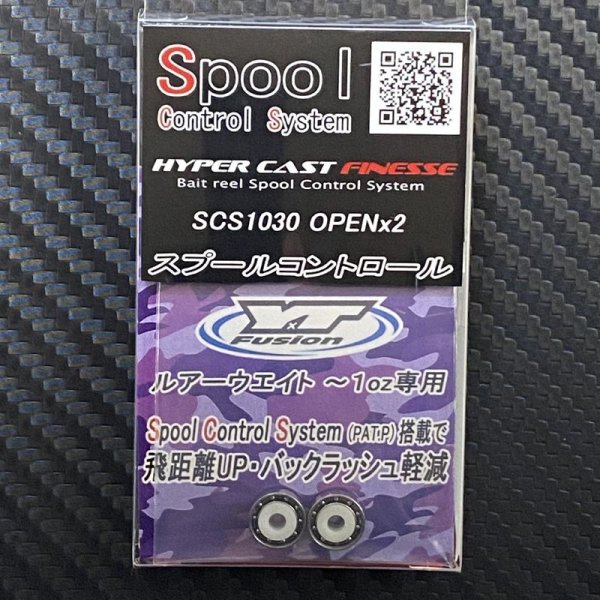 Spool
Control System
HYPER CAST FINESSE
Bait reel Spool Control System
SCS1030 OPENx2
スプールコントロール
YxT
Fusion
ルアーウエイト ~1oz専用
Spool Control System (PAT.P) 搭載で
飛距離UP・バックラッシュ軽減